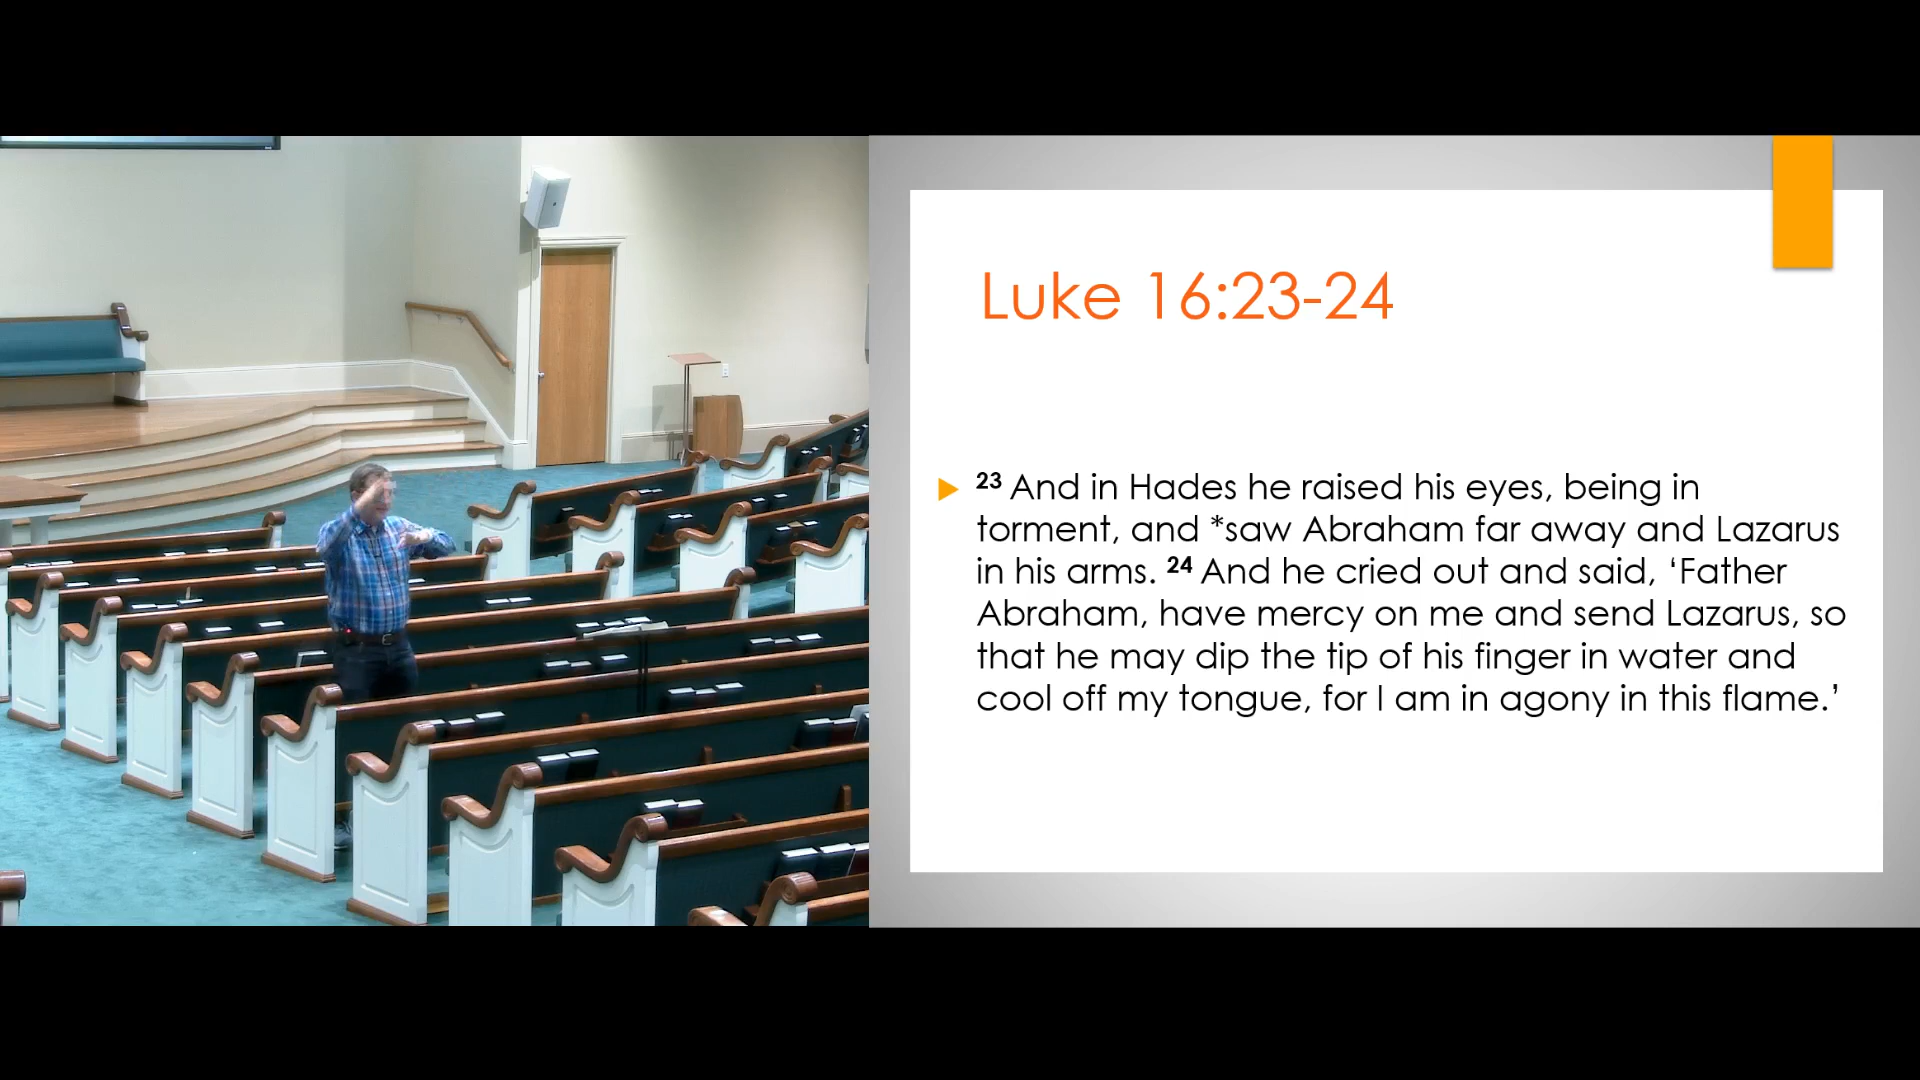 Luke 16:23-24
23 And in Hades he raised his eyes, being in
torment, and *saw Abraham far away and Lazarus
in his arms. 24 And he cried out and said, ‘Father
Abraham, have mercy on me and send Lazarus, so
that he may dip the tip of his finger in water and
cool off my tongue, for I am in agony in this flame.’